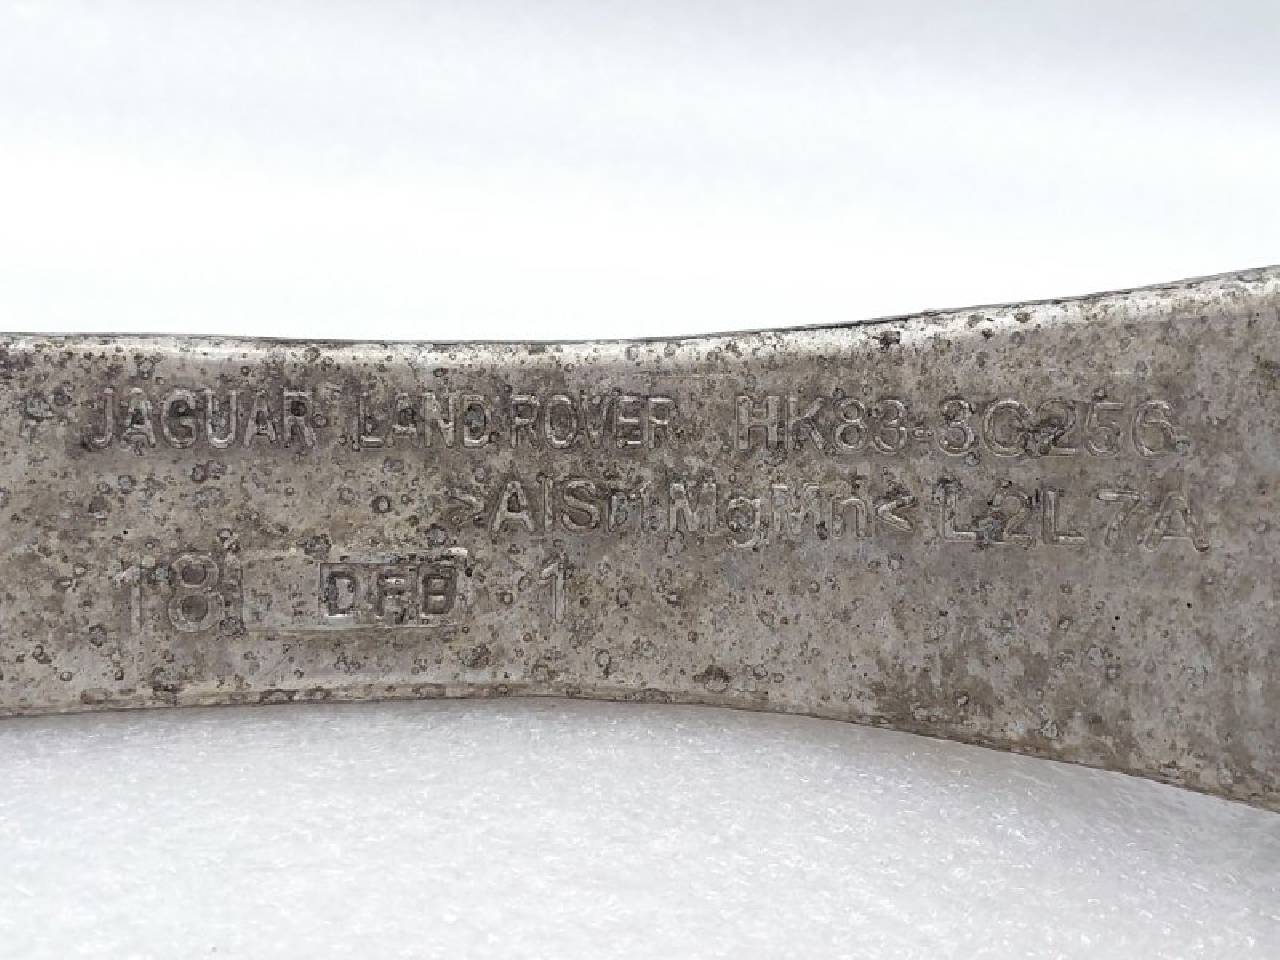 JAGUAR LAND ROVER HK83-3C256
>AlSi1MgMn< L2L7A
18 DFB 1